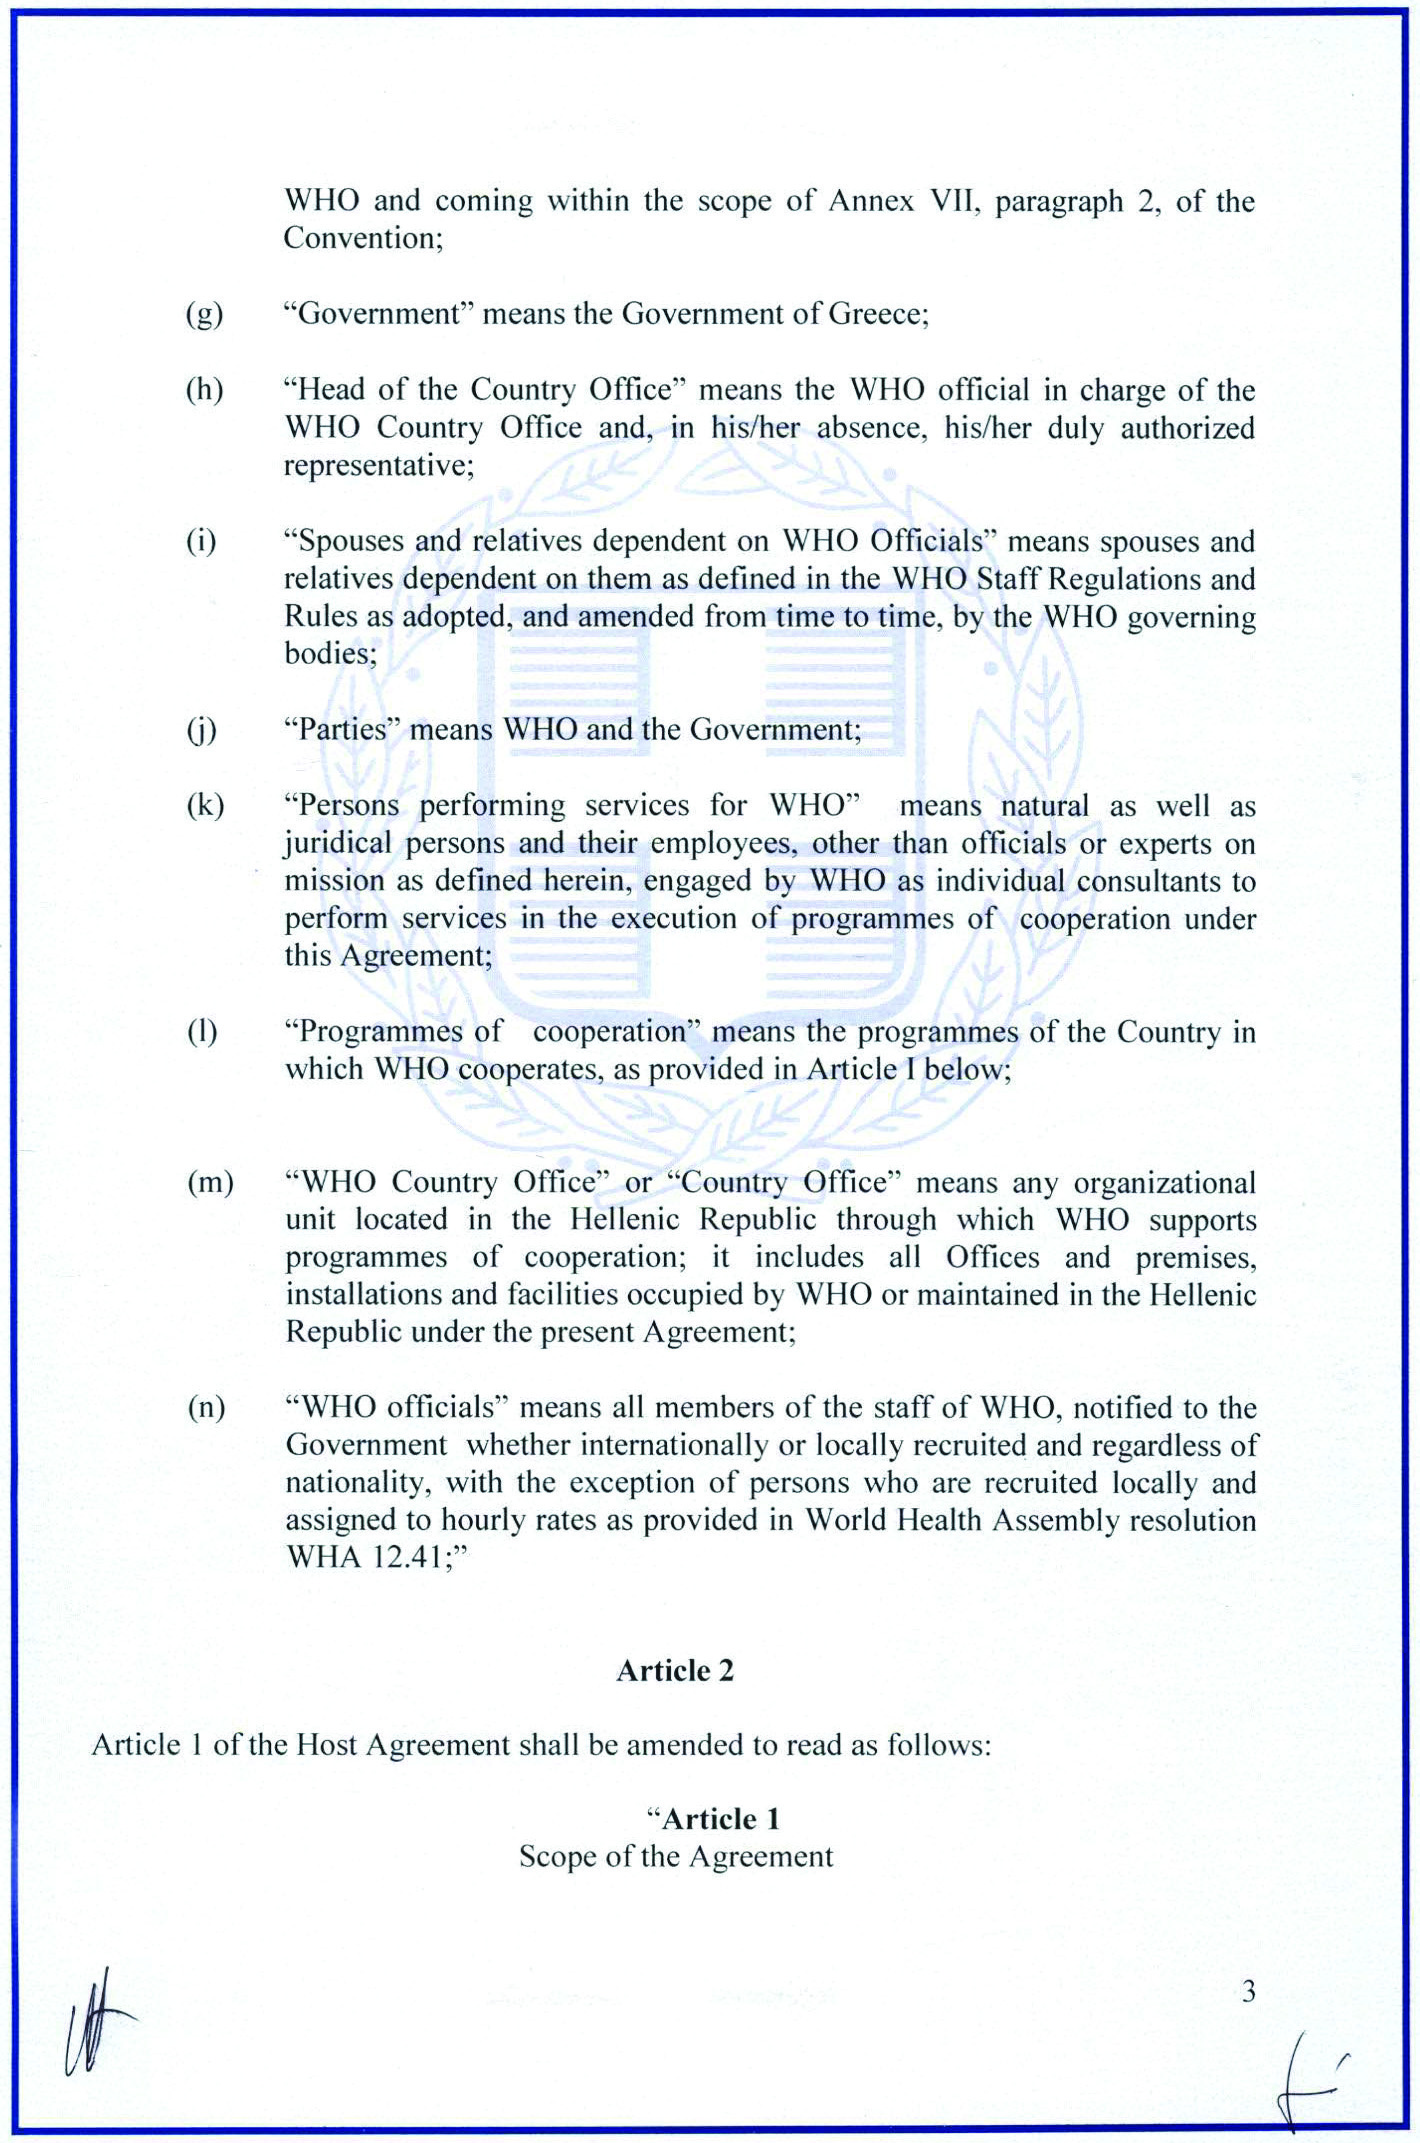 WHO and coming within the scope of Annex VII, paragraph 2, of the
Convention;
(g) “Government” means the Government of Greece;
(h) “Head of the Country Office” means the WHO official in charge of the
WHO Country Office and, in his/her absence, his/her duly authorized
representative;
(i) “Spouses and relatives dependent on WHO Officials” means spouses and
relatives dependent on them as defined in the WHO Staff Regulations and
Rules as adopted, and amended from time to time, by the WHO governing
bodies;
(j) “Parties” means WHO and the Government;
(k) “Persons performing services for WHO” means natural as well as
juridical persons and their employees, other than officials or experts on
mission as defined herein, engaged by WHO as individual consultants to
perform services in the execution of programmes of cooperation under
this Agreement;
(l) “Programmes of cooperation” means the programmes of the Country in
which WHO cooperates, as provided in Article I below;
(m) “WHO Country Office” or “Country Office” means any organizational
unit located in the Hellenic Republic through which WHO supports
programmes of cooperation; it includes all Offices and premises,
installations and facilities occupied by WHO or maintained in the Hellenic
Republic under the present Agreement;
(n) “WHO officials” means all members of the staff of WHO, notified to the
Government whether internationally or locally recruited and regardless of
nationality, with the exception of persons who are recruited locally and
assigned to hourly rates as provided in World Health Assembly resolution
WHA 12.41;”
Article 2
Article 1 of the Host Agreement shall be amended to read as follows:
“Article 1
Scope of the Agreement
3